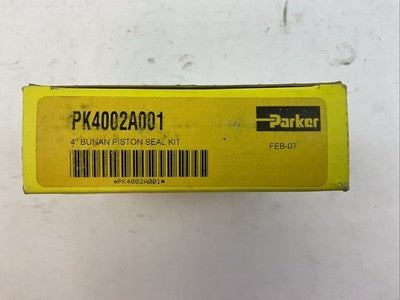 PK4002A001
Parker
4" BUNAN PISTON SEAL KIT
FEB-07
*PK4002A001*